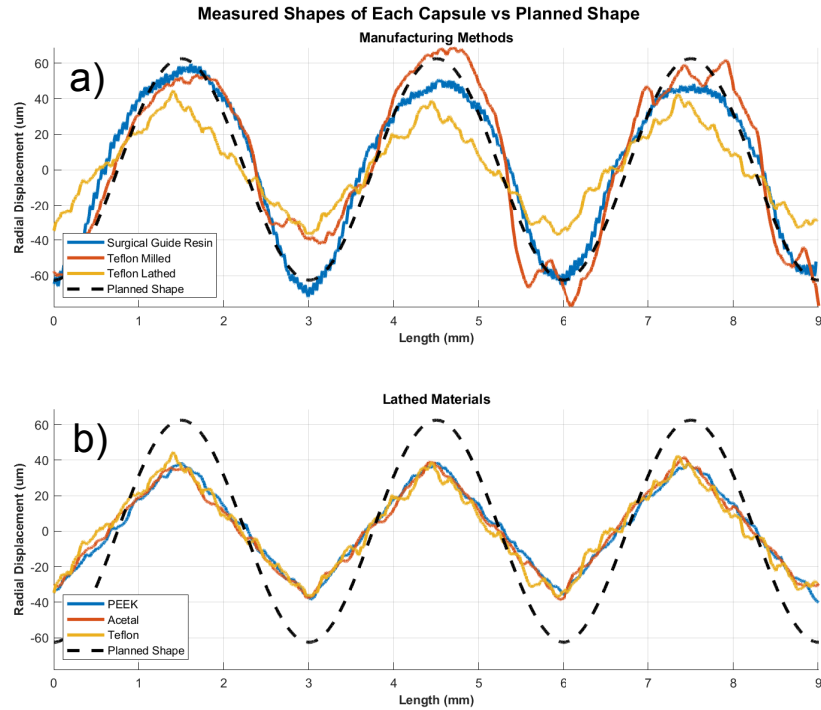 Measured Shapes of Each Capsule vs Planned Shape
Manufacturing Methods
a)
Radial Displacement (um)
60
40
20
0
-20
-40
-60
Surgical Guide Resin
Teflon Milled
Teflon Lathed
Planned Shape
0 1 2 3 4 5 6 7 8 9
Length (mm)
Lathed Materials
b)
Radial Displacement (um)
60
40
20
0
-20
-40
-60
PEEK
Acetal
Teflon
Planned Shape
0 1 2 3 4 5 6 7 8 9
Length (mm)